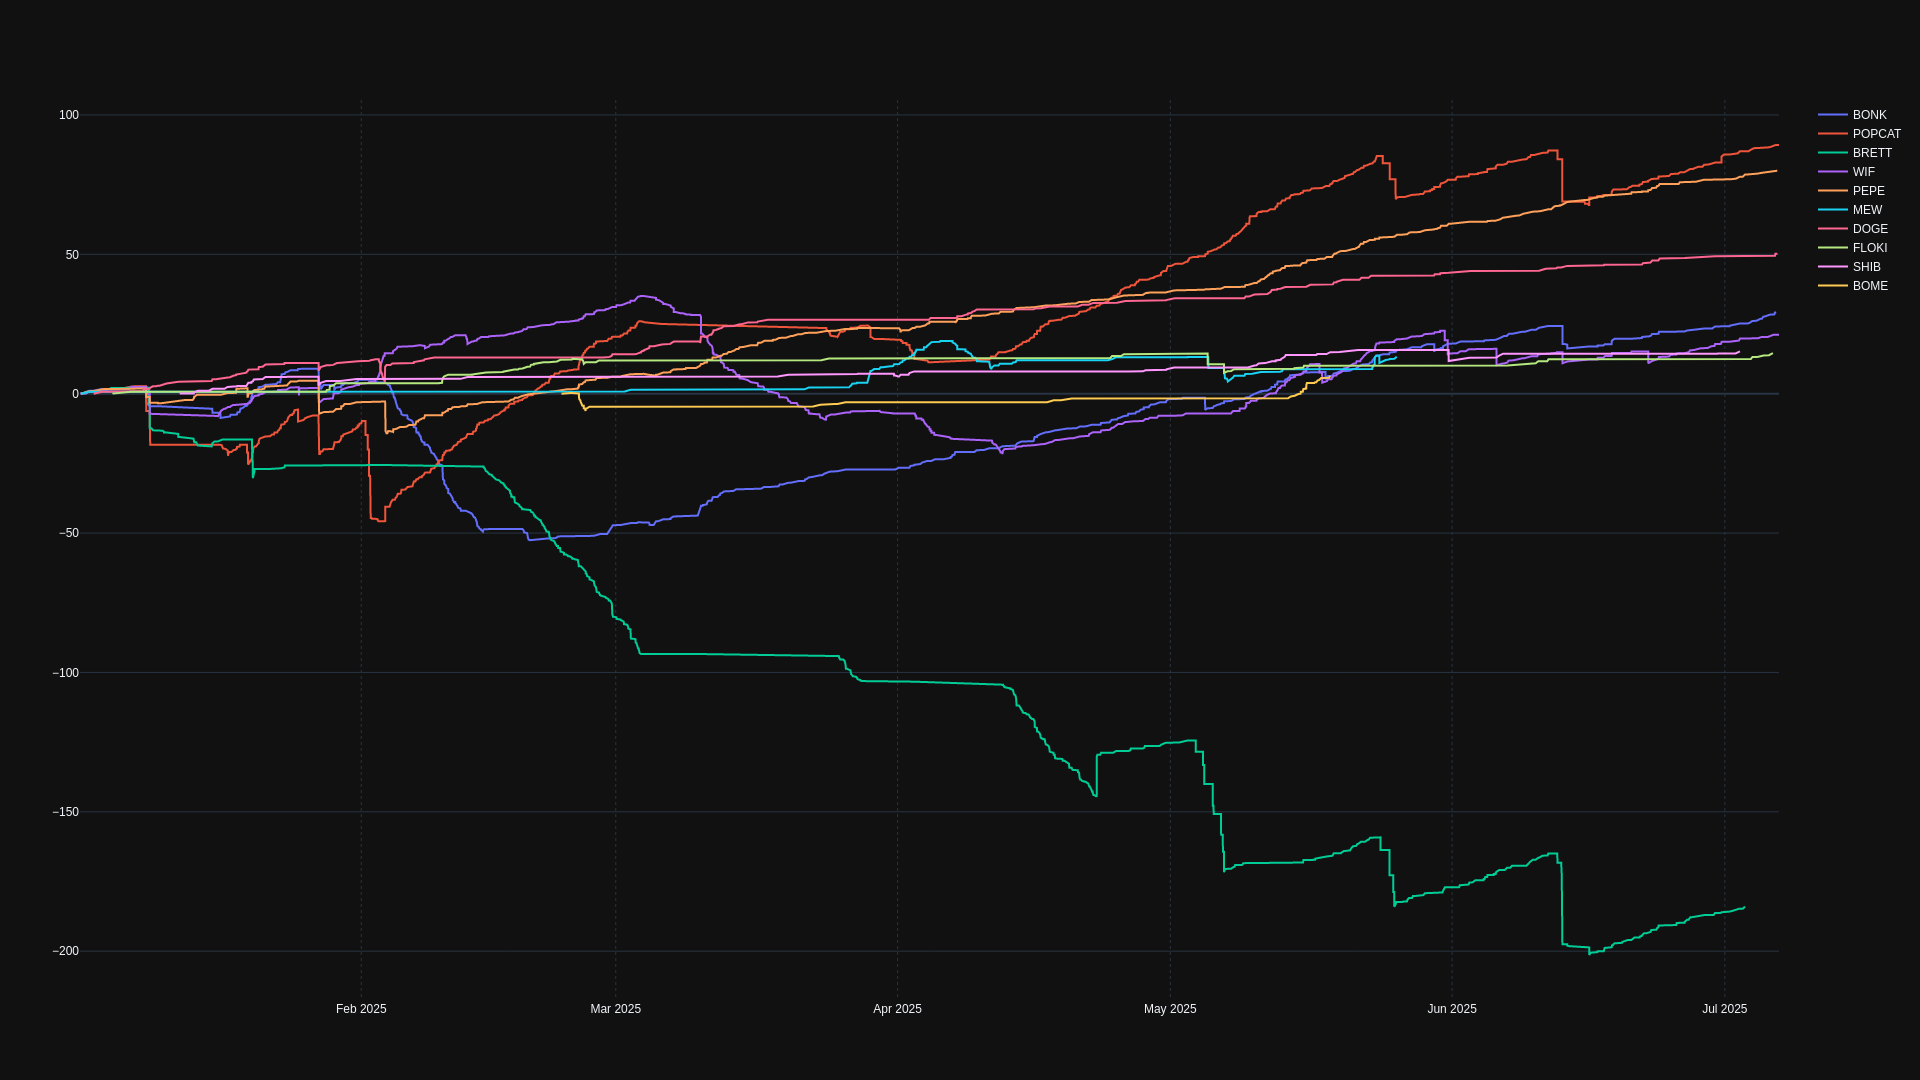 100
50
0
−50
−100
−150
−200
Feb 2025
Mar 2025
Apr 2025
May 2025
Jun 2025
Jul 2025
BONK
POPCAT
BRETT
WIF
PEPE
MEW
DOGE
FLOKI
SHIB
BOME